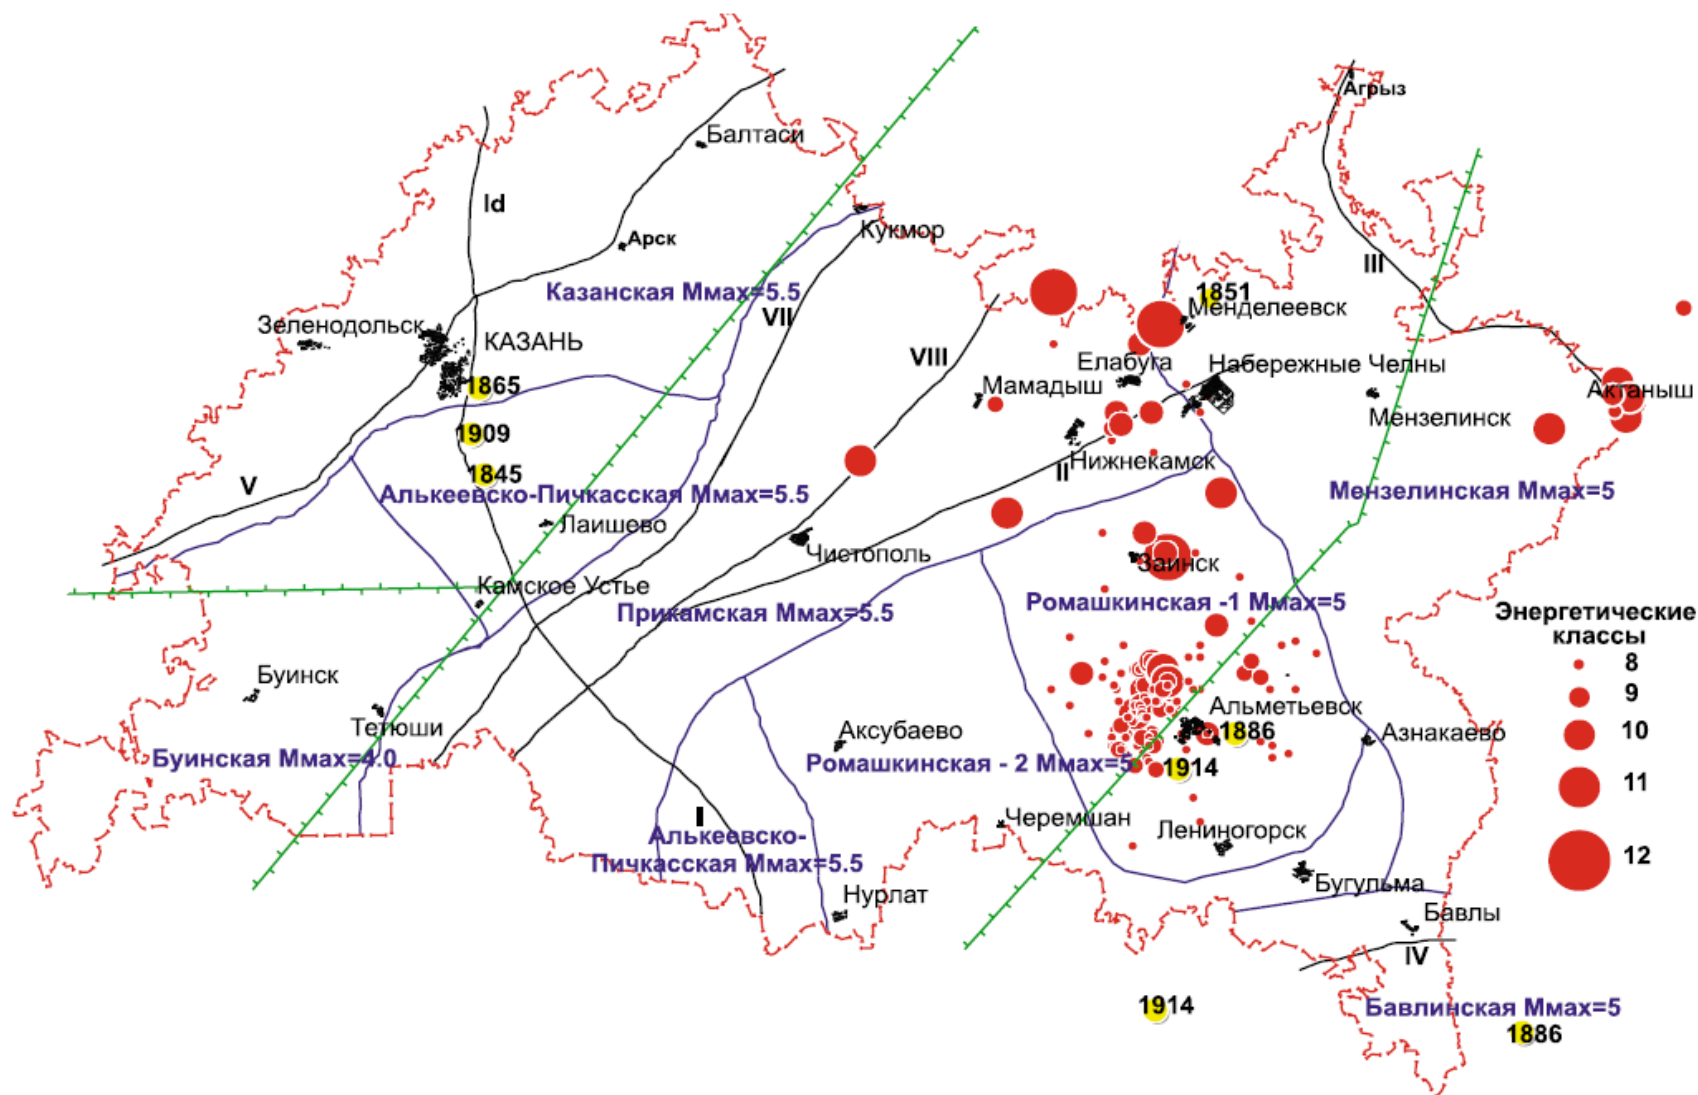 Агрыз
Балтаси
Id
Кукмор
Арск
III
Казанская Ммах=5.5
1851
Менделеевск
VII
Зеленодольск
КАЗАНЬ
VIII
Елабуга
Набережные Челны
1865
Мамадыш
Актаныш
Мензелинск
1909
Нижнекамск
II
1845
V
Алькеевско-Пичкасская Ммах=5.5
Мензелинская Ммах=5
Лаишево
Чистополь
Заинск
Камское Устье
Прикамская Ммах=5.5
Ромашкинская -1 Ммах=5
Энергетические
классы
8
9
10
11
12
Буинск
Тетюши
Альметьевск
Аксубаево
1886
Азнакаево
Буинская Ммах=4.0
Ромашкинская - 2 Ммах=5
1914
I
Черемшан
Лениногорск
Алькеевско-
Пичкасская Ммах=5.5
Нурлат
Бугульма
Бавлы
IV
1914
Бавлинская Ммах=5
1886